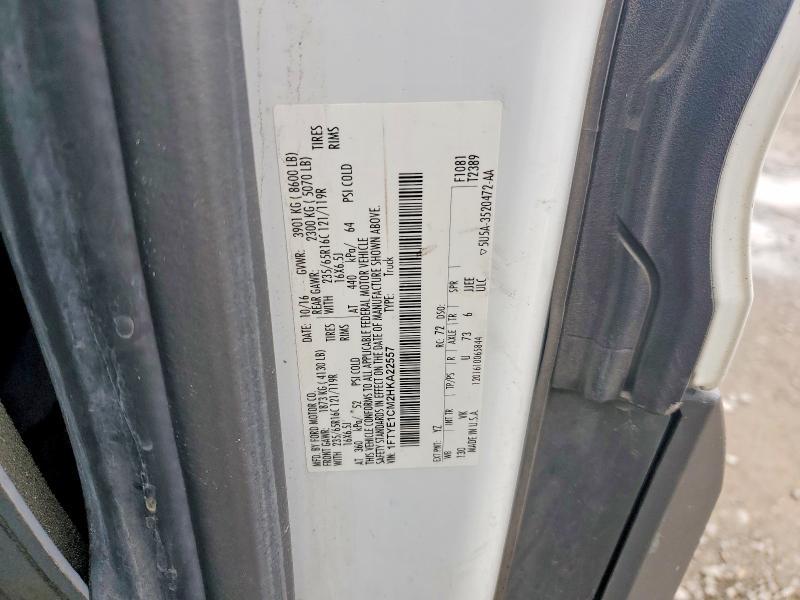 MFD. BY FORD MOTOR CO. DATE: 10/16 GVWR: 3901 KG ( 8600 LB)
FRONT GAWR: 1873 KG ( 4130 LB) REAR GAWR: 2300 KG ( 5070 LB)
WITH 235/65R16C 121/119R TIRES WITH 235/65R16C 121/119R TIRES
16X6.5J RIMS 16X6.5J RIMS
AT 360 kPa/ 52 PSI COLD AT 440 kPa/ 64 PSI COLD
THIS VEHICLE CONFORMS TO ALL APPLICABLE FEDERAL MOTOR VEHICLE
SAFETY STANDARDS IN EFFECT ON THE DATE OF MANUFACTURE SHOWN ABOVE.
VIN: 1FTYE1CM2HKA22557 TYPE: Truck
EXT PNT: YZ RC: 72 DSO: F1081
T2389
WB INT TR TP/PS R AXLE TR SPR
130 VK U 73 6 JJEE
ULC
MADE IN U.S.A. 1201610065844 5U5A-3520472-AA